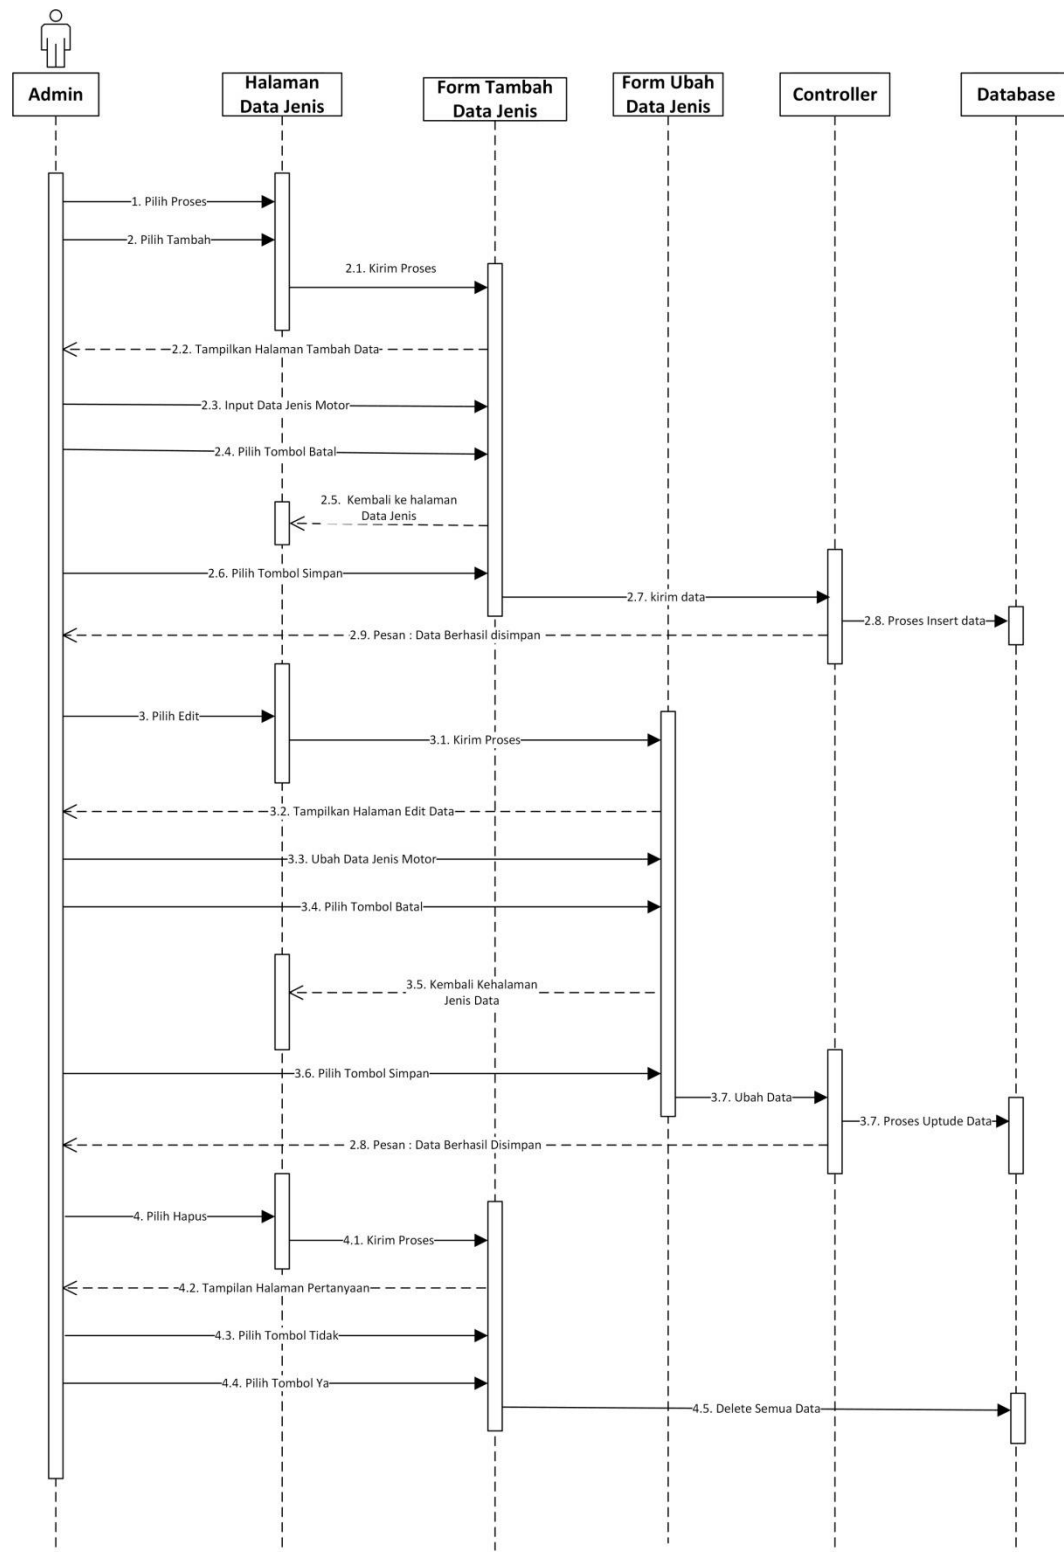 Admin
Halaman
Data Jenis
Form Tambah
Data Jenis
Form Ubah
Data Jenis
Controller
Database
1. Pilih Proses
2. Pilih Tambah
2.1. Kirim Proses
2.2. Tampilkan Halaman Tambah Data
2.3. Input Data Jenis Motor
2.4. Pilih Tombol Batal
2.5. Kembali ke halaman
Data Jenis
2.6. Pilih Tombol Simpan
2.7. kirim data
2.8. Proses Insert data
2.9. Pesan : Data Berhasil disimpan
3. Pilih Edit
3.1. Kirim Proses
3.2. Tampilkan Halaman Edit Data
3.3. Ubah Data Jenis Motor
3.4. Pilih Tombol Batal
3.5. Kembali Kehalaman
Jenis Data
3.6. Pilih Tombol Simpan
3.7. Ubah Data
3.7. Proses Uptude Data
2.8. Pesan : Data Berhasil Disimpan
4. Pilih Hapus
4.1. Kirim Proses
4.2. Tampilan Halaman Pertanyaan
4.3. Pilih Tombol Tidak
4.4. Pilih Tombol Ya
4.5. Delete Semua Data